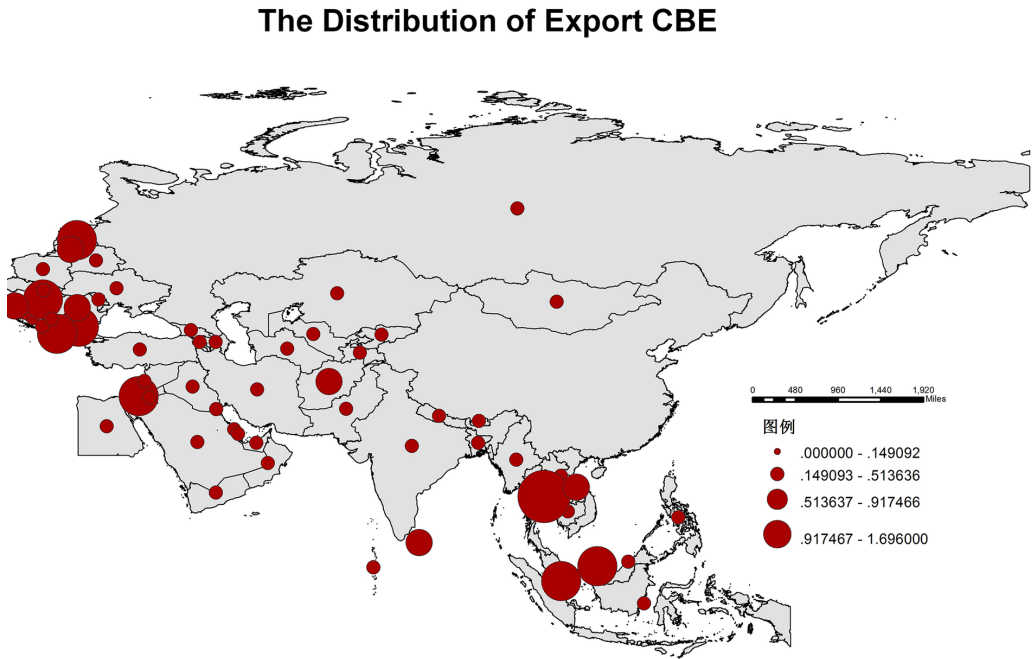 The Distribution of Export CBE
0 480 960 1,440 1,920
Miles
图例
.000000 - .149092
.149093 - .513636
.513637 - .917466
.917467 - 1.696000